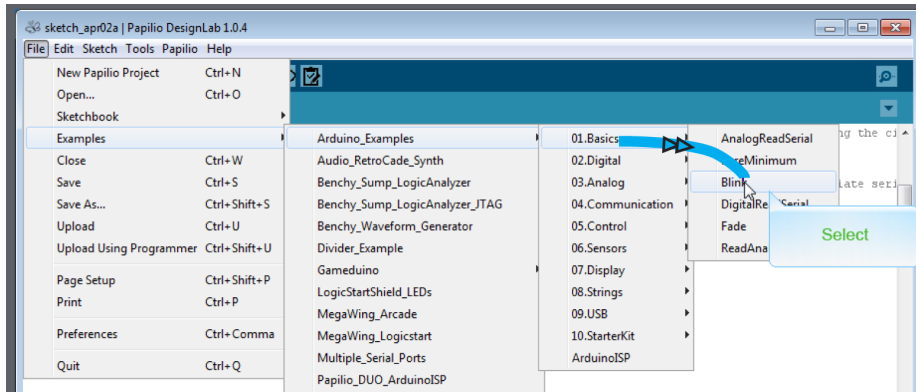 sketch_apr02a | Papilio DesignLab 1.0.4
File Edit Sketch Tools Papilio Help
New Papilio Project Ctrl+N
Open... Ctrl+O
Sketchbook
Examples
Close Ctrl+W
Save Ctrl+S
Save As... Ctrl+Shift+S
Upload Ctrl+U
Upload Using Programmer Ctrl+Shift+U
Page Setup Ctrl+Shift+P
Print Ctrl+P
Preferences Ctrl+Comma
Quit Ctrl+Q
Arduino_Examples
Audio_RetroCade_Synth
Benchy_Sump_LogicAnalyzer
Benchy_Sump_LogicAnalyzer_JTAG
Benchy_Waveform_Generator
Divider_Example
Gameduino
LogicStartShield_LEDs
MegaWing_Arcade
MegaWing_Logicstart
Multiple_Serial_Ports
Papilio_DUO_ArduinoISP
01.Basics
02.Digital
03.Analog
04.Communication
05.Control
06.Sensors
07.Display
08.Strings
09.USB
10.StarterKit
ArduinoISP
AnalogReadSerial
Blink
Fade
Select
the